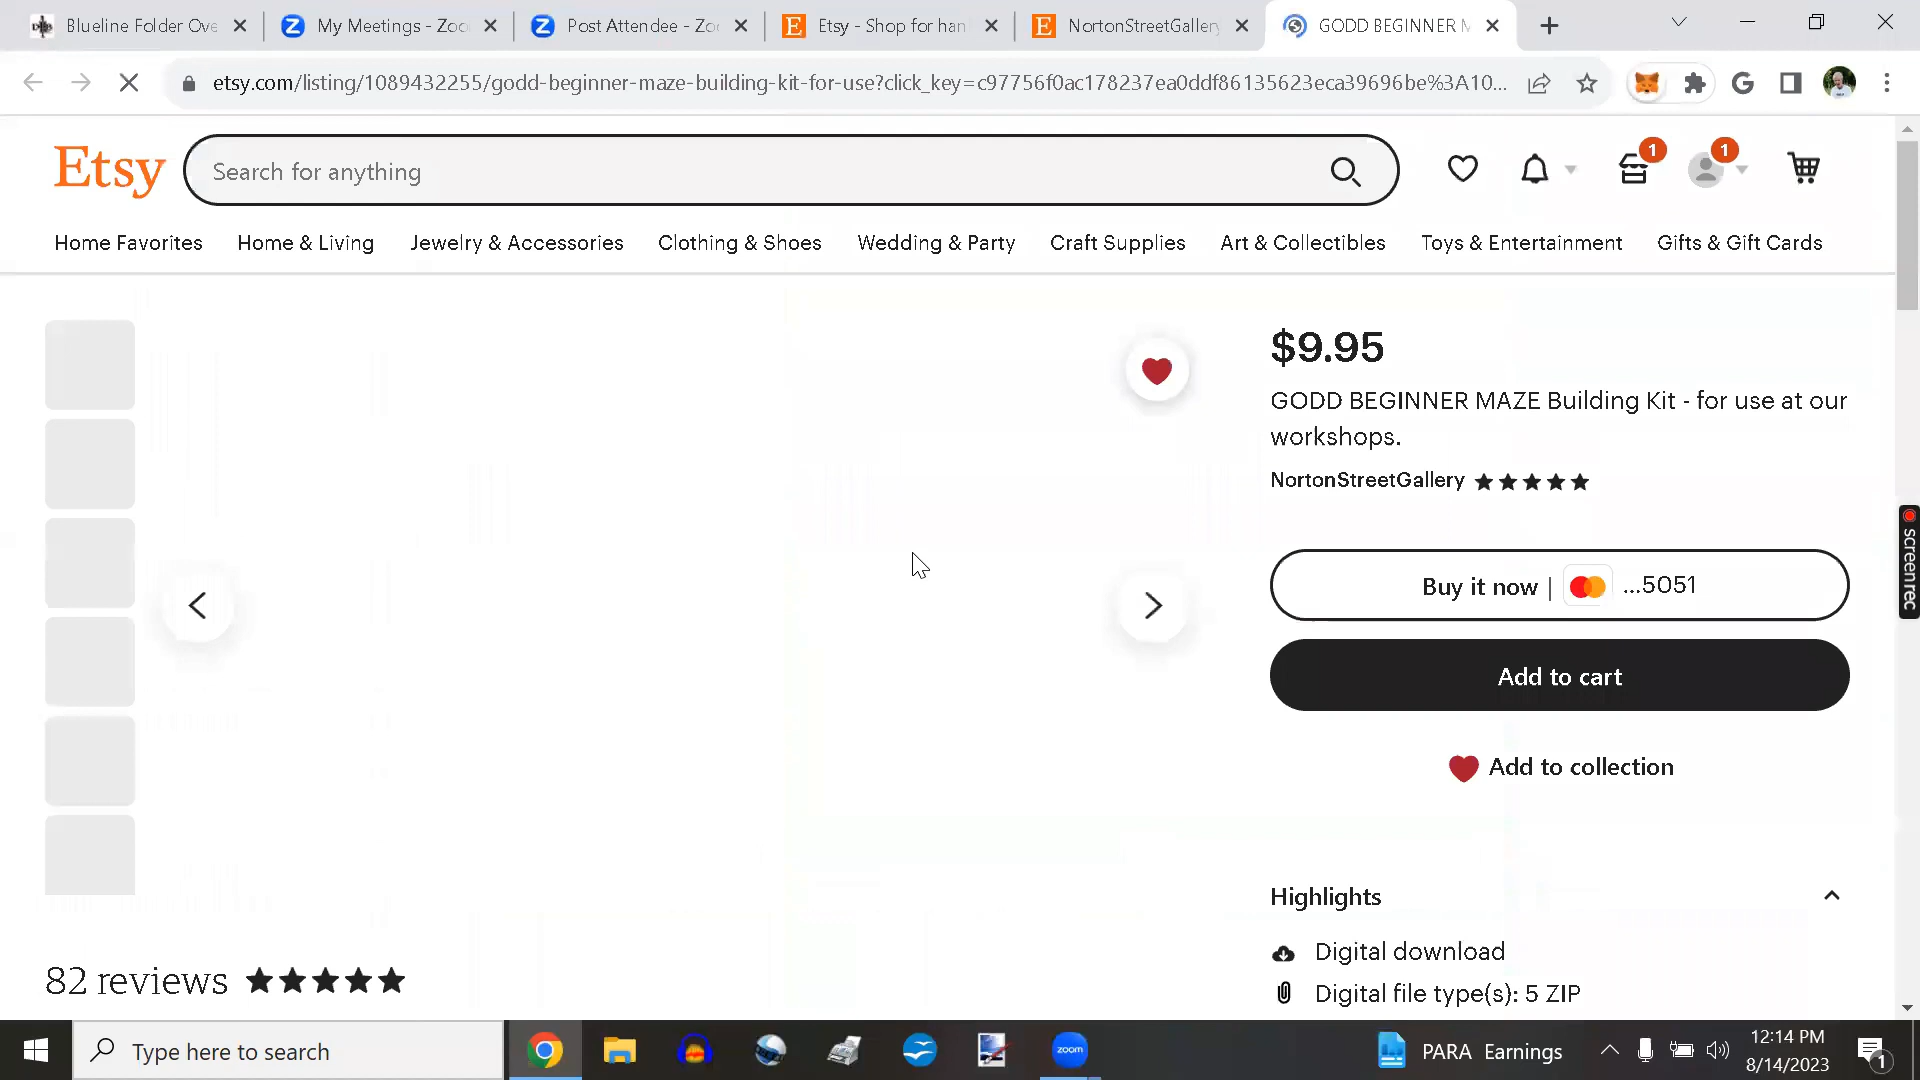 Blueline Folder Ove
My Meetings - Zoo
Post Attendee - Zo
Etsy - Shop for han
NortonStreetGallery
GODD BEGINNER M
etsy.com/listing/1089432255/godd-beginner-maze-building-kit-for-use?click_key=c97756f0ac178237ea0ddf86135623eca39696be%3A10...
Etsy
Search for anything
1
1
Home Favorites
Home & Living
Jewelry & Accessories
Clothing & Shoes
Wedding & Party
Craft Supplies
Art & Collectibles
Toys & Entertainment
Gifts & Gift Cards
$9.95
GODD BEGINNER MAZE Building Kit - for use at our
workshops.
NortonStreetGallery ★★★★★
Buy it now | ...5051
Add to cart
Add to collection
Highlights
Digital download
Digital file type(s): 5 ZIP
82 reviews ★★★★★
screenrec
Type here to search
zoom
PARA Earnings
12:14 PM
8/14/2023
1